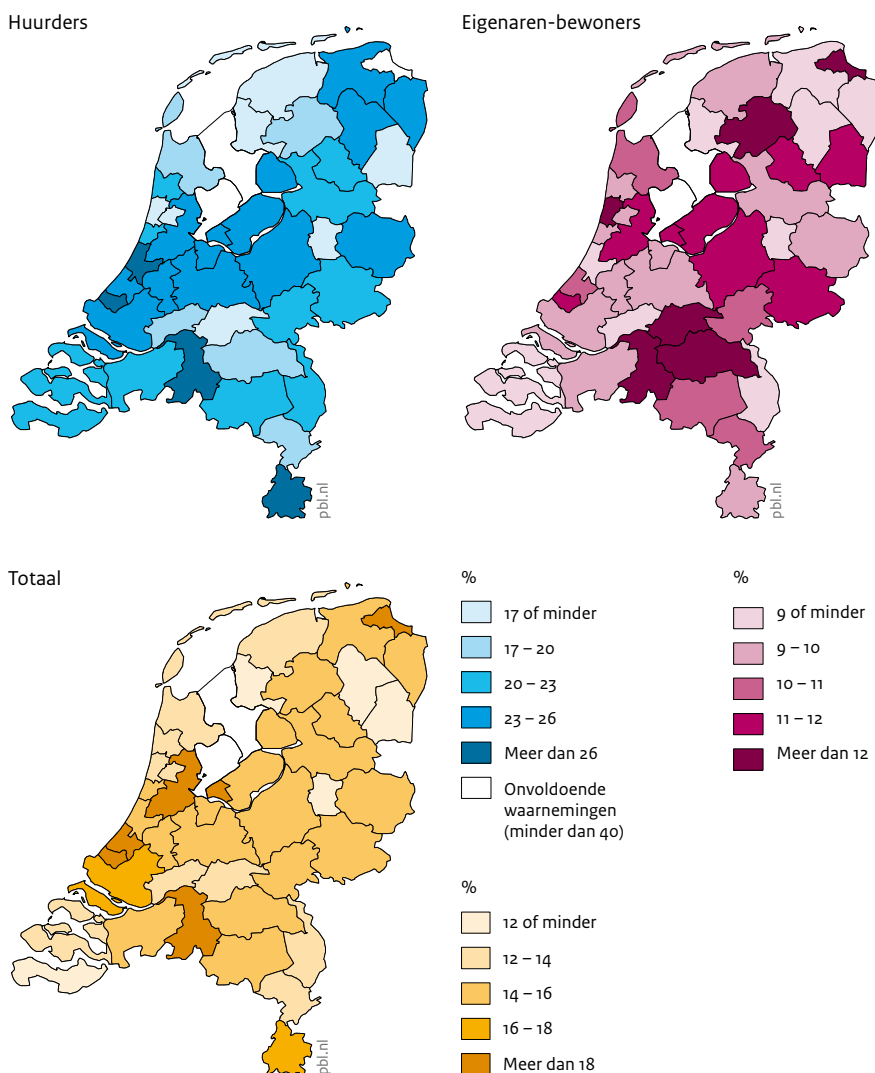 Huurders
Eigenaren-bewoners
pbl.nl
pbl.nl
Totaal
%
17 of minder
17 – 20
20 – 23
23 – 26
Meer dan 26
Onvoldoende
waarnemingen
(minder dan 40)
%
9 of minder
9 – 10
10 – 11
11 – 12
Meer dan 12
%
12 of minder
12 – 14
14 – 16
16 – 18
Meer dan 18
pbl.nl